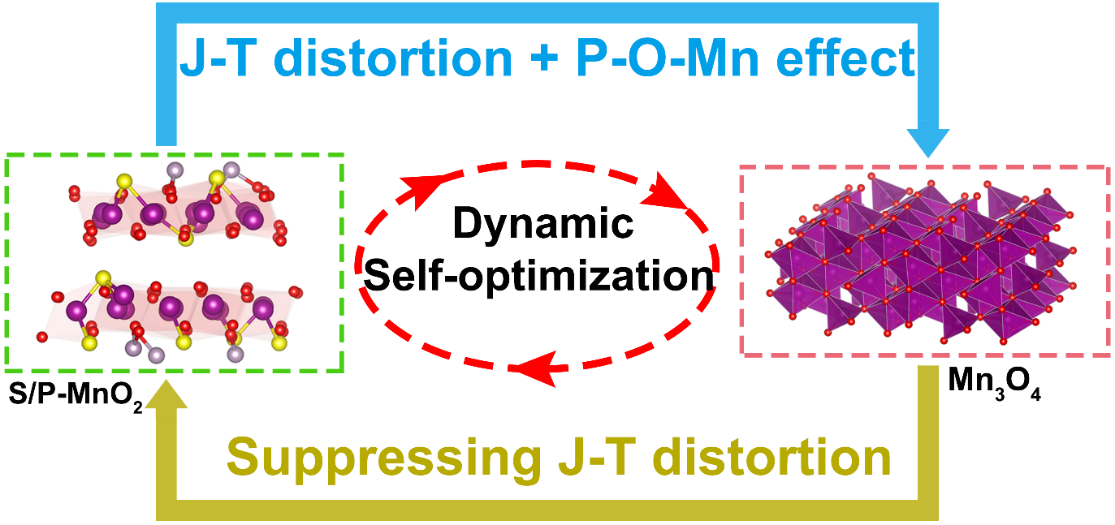 J-T distortion + P-O-Mn effect
Dynamic
Self-optimization
S/P-MnO₂
Mn₃O₄
Suppressing J-T distortion